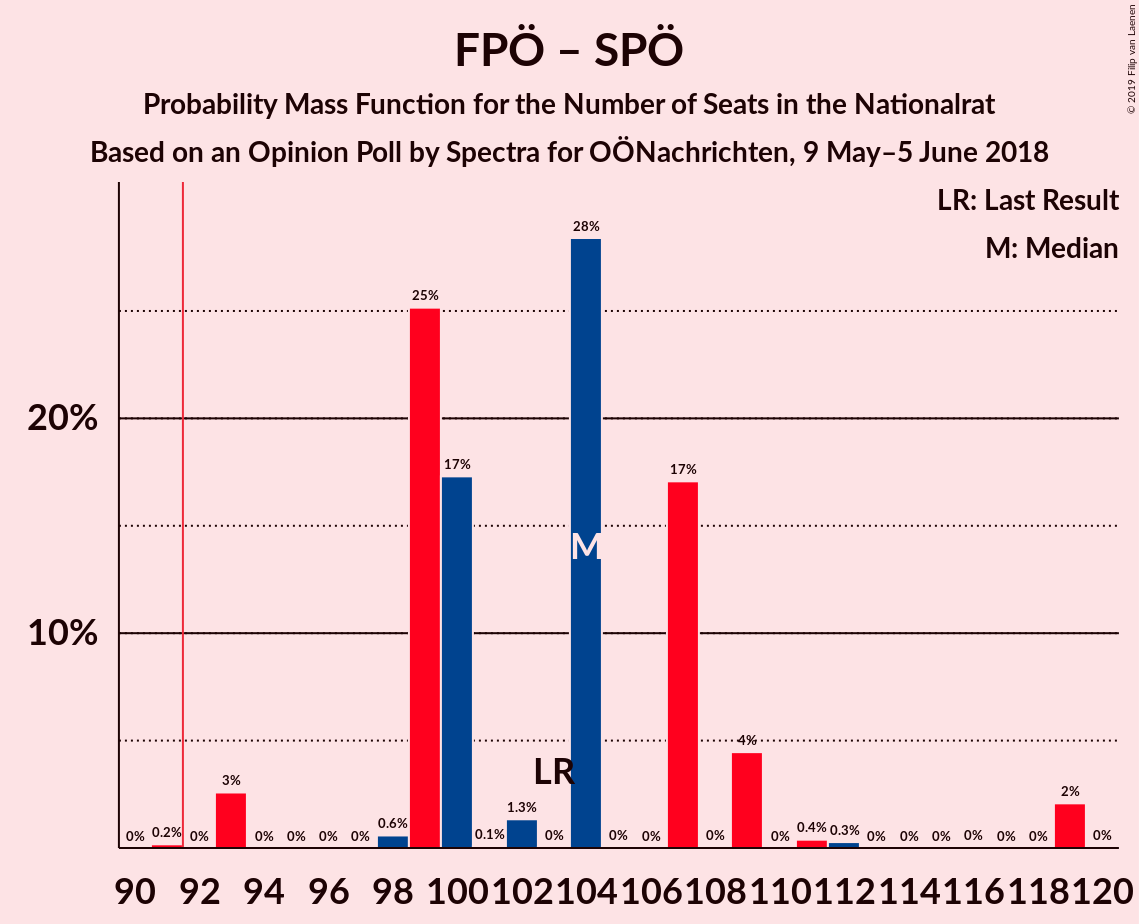 FPÖ – SPÖ
Probability Mass Function for the Number of Seats in the Nationalrat
Based on an Opinion Poll by Spectra for OÖNachrichten, 9 May–5 June 2018
© 2019 Filip van Laenen
LR: Last Result
M: Median
28%
25%
20%
17%
17%
M
10%
4%
LR
3%
2%
1.3%
0% 0.2% 0% 0% 0% 0% 0% 0.6% 0.1% 0% 0% 0% 0% 0% 0.4% 0.3% 0% 0% 0% 0% 0% 0% 0%
90 92 94 96 98 100 102 104 106 108 110 112 114 116 118 120